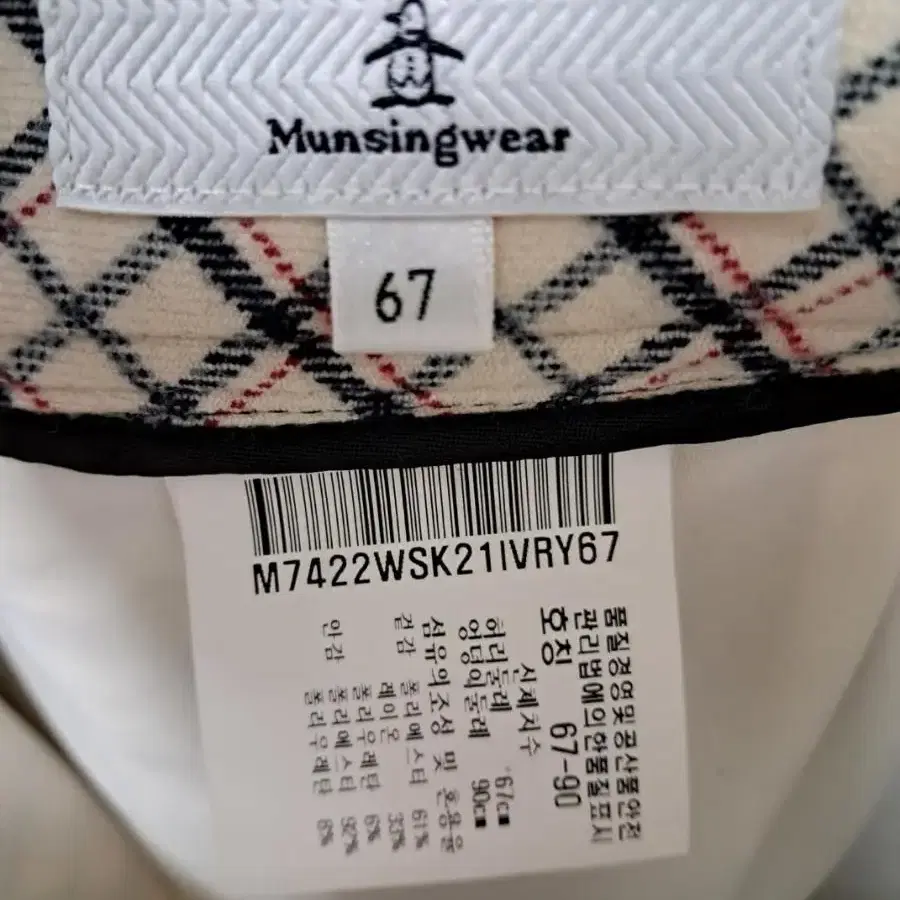 Munsingwear
67
M7422WSK21IVRY67
품질경영및공산품안전
관리법에의한품질표시
호칭 67-90
신체치수
허리둘레 67cm
엉덩이둘레 90cm
섬유의조성 및 혼용율
겉감 폴리에스터 61%
레이온 33%
폴리우레탄 6%
안감 폴리에스터 92%
폴리우레탄 8%